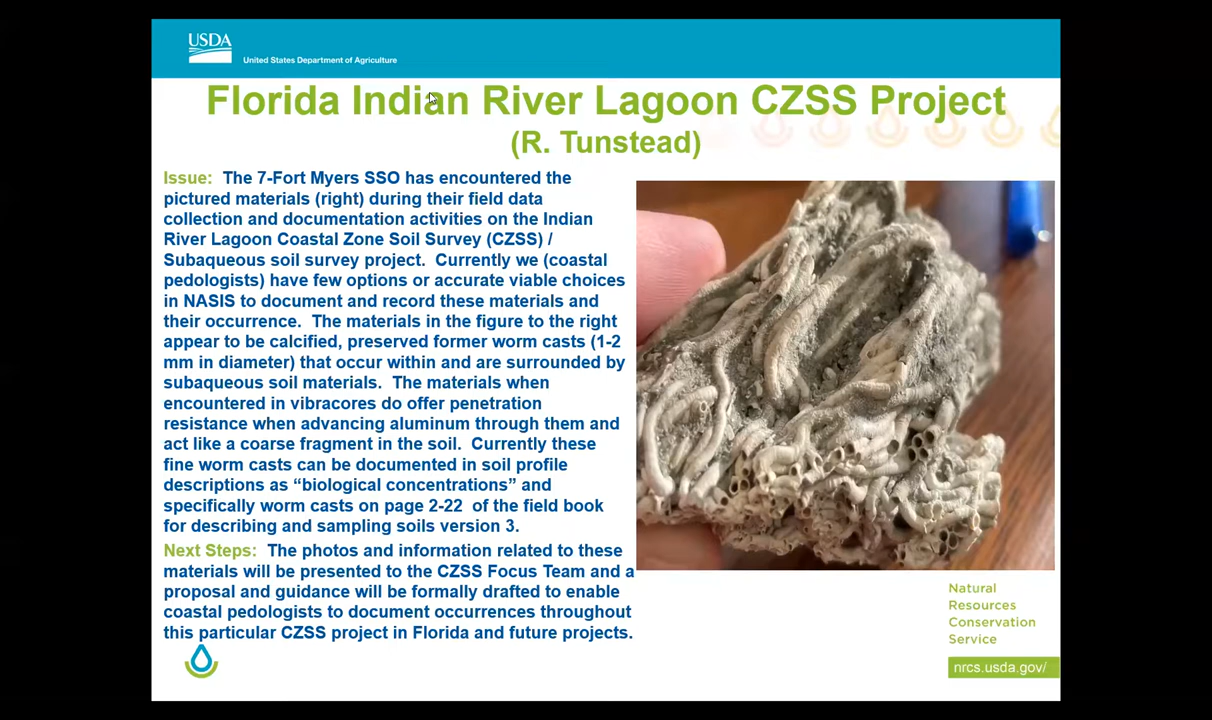 USDA
United States Department of Agriculture
Florida Indian River Lagoon CZSS Project
(R. Tunstead)
Issue:  The 7-Fort Myers SSO has encountered the
pictured materials (right) during their field data
collection and documentation activities on the Indian
River Lagoon Coastal Zone Soil Survey (CZSS) /
Subaqueous soil survey project.  Currently we (coastal
pedologists) have few options or accurate viable choices
in NASIS to document and record these materials and
their occurrence.  The materials in the figure to the right
appear to be calcified, preserved former worm casts (1-2
mm in diameter) that occur within and are surrounded by
subaqueous soil materials.  The materials when
encountered in vibracores do offer penetration
resistance when advancing aluminum through them and
act like a coarse fragment in the soil.  Currently these
fine worm casts can be documented in soil profile
descriptions as “biological concentrations” and
specifically worm casts on page 2-22  of the field book
for describing and sampling soils version 3.
Next Steps:  The photos and information related to these
materials will be presented to the CZSS Focus Team and a
proposal and guidance will be formally drafted to enable
coastal pedologists to document occurrences throughout
this particular CZSS project in Florida and future projects.
Natural
Resources
Conservation
Service
nrcs.usda.gov/